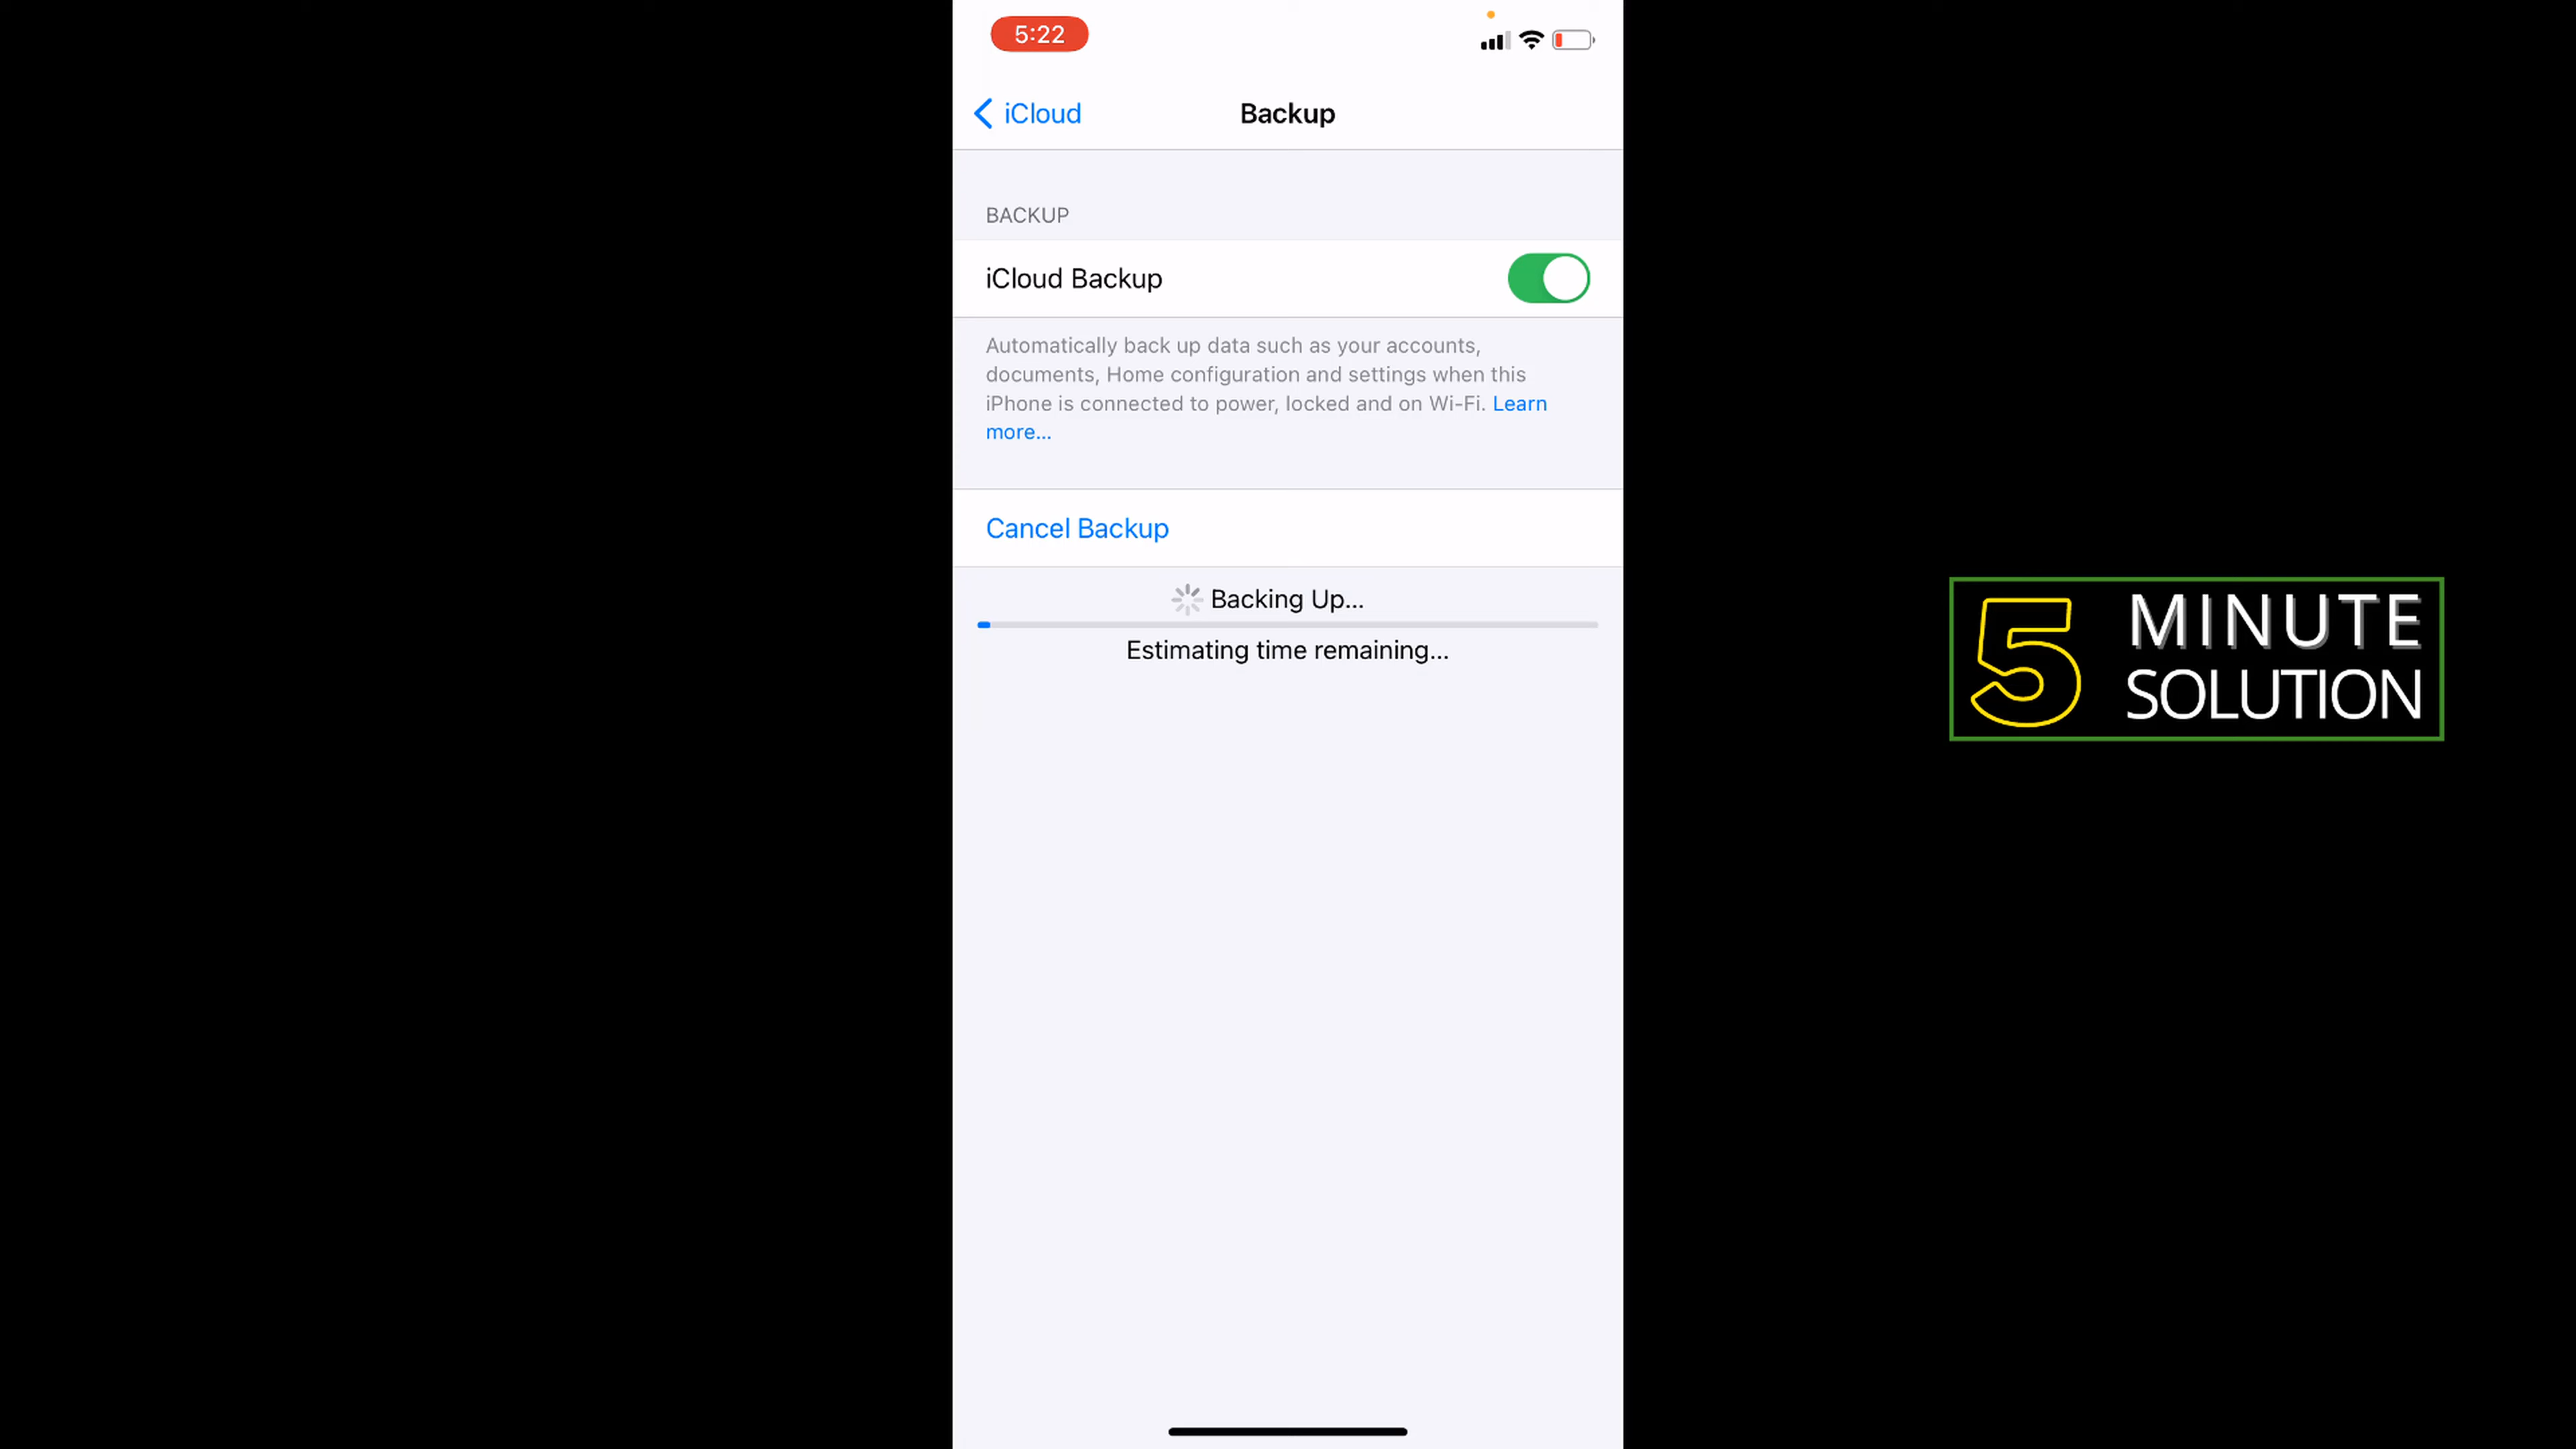 5:22
iCloud
Backup
BACKUP
iCloud Backup
Automatically back up data such as your accounts,
documents, Home configuration and settings when this
iPhone is connected to power, locked and on Wi-Fi. Learn
more...
Cancel Backup
Backing Up...
Estimating time remaining...
5 MINUTE
SOLUTION